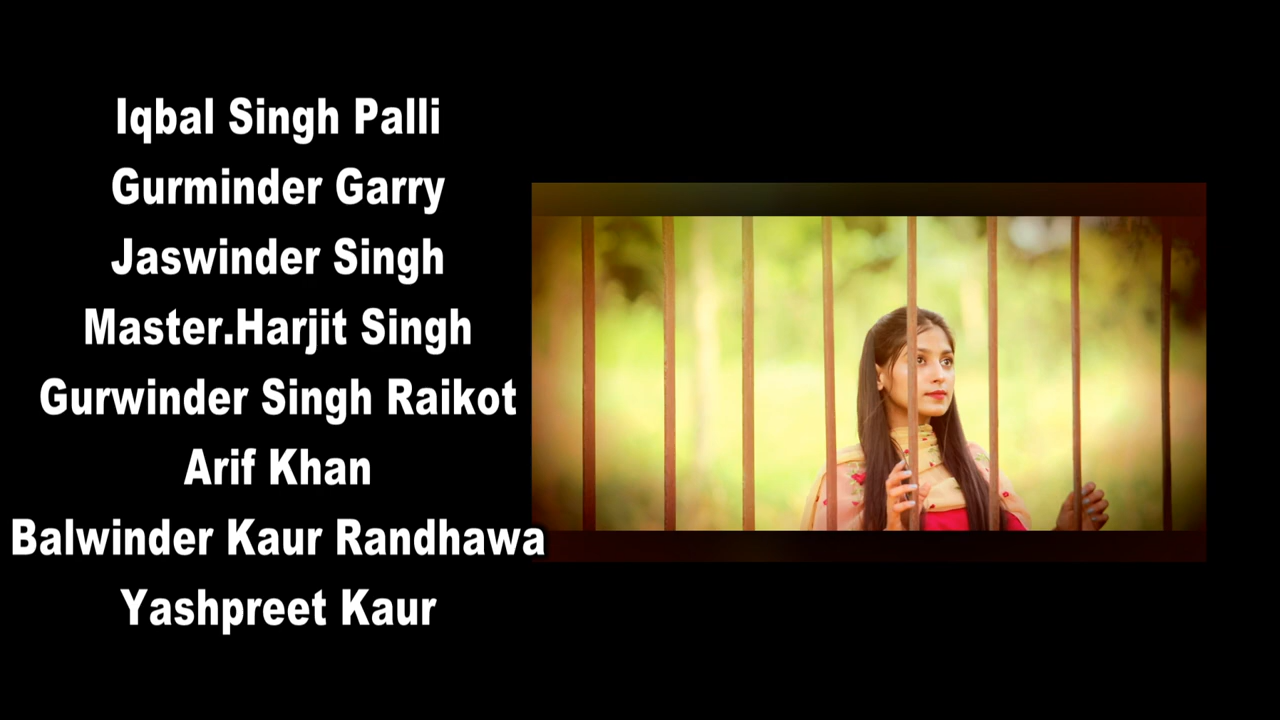 Iqbal Singh Palli
Gurminder Garry
Jaswinder Singh
Master.Harjit Singh
Gurwinder Singh Raikot
Arif Khan
Balwinder Kaur Randhawa
Yashpreet Kaur